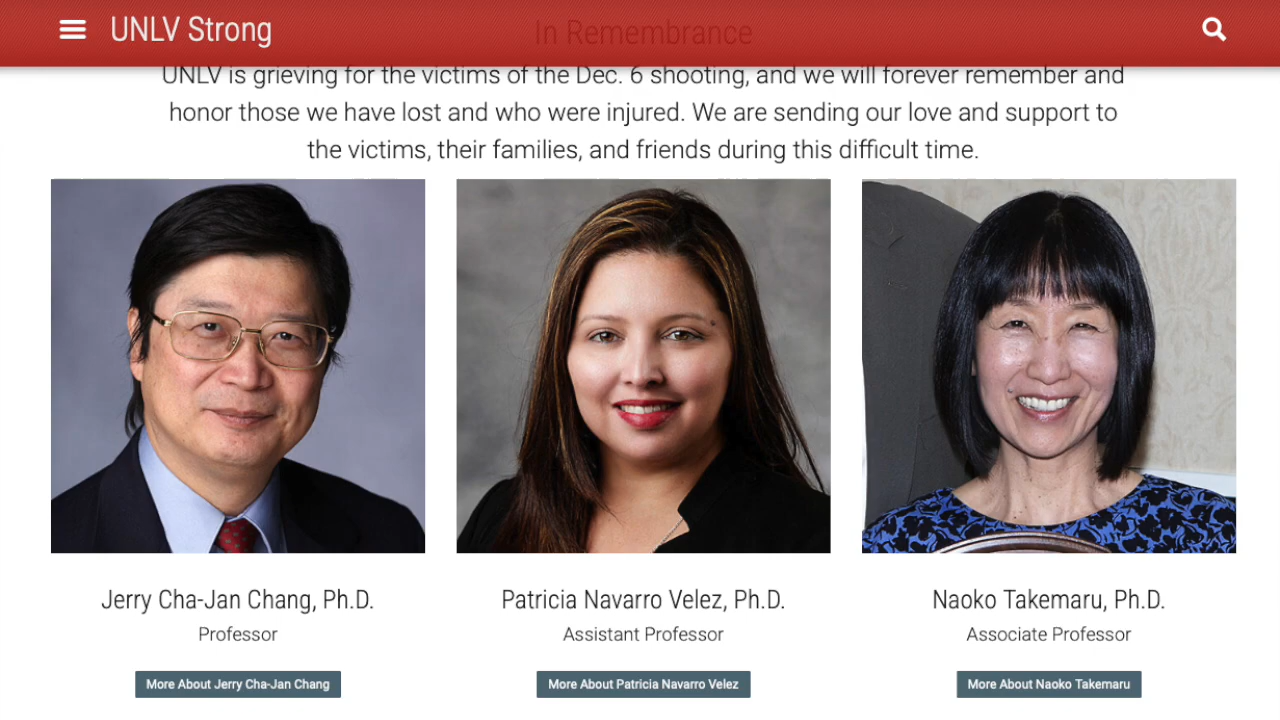 UNLV Strong
In Remembrance
UNLV is grieving for the victims of the Dec. 6 shooting, and we will forever remember and
honor those we have lost and who were injured. We are sending our love and support to
the victims, their families, and friends during this difficult time.
Jerry Cha-Jan Chang, Ph.D.
Patricia Navarro Velez, Ph.D.
Naoko Takemaru, Ph.D.
Professor
Assistant Professor
Associate Professor
More About Jerry Cha-Jan Chang
More About Patricia Navarro Velez
More About Naoko Takemaru